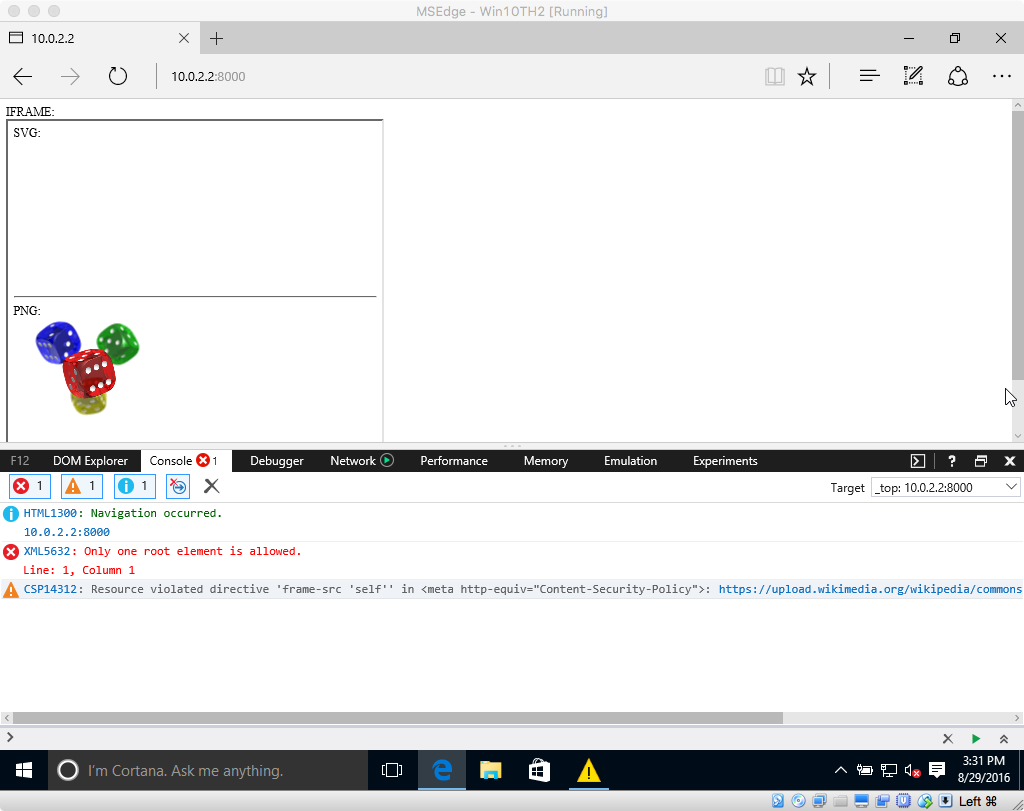 MSEdge - Win10TH2 [Running]
10.0.2.2
10.0.2.2:8000
IFRAME:
SVG:
PNG:
F12 DOM Explorer Console 1 Debugger Network Performance Memory Emulation Experiments ?
1 1 1 Target _top: 10.0.2.2:8000
HTML1300: Navigation occurred.
10.0.2.2:8000
XML5632: Only one root element is allowed.
Line: 1, Column 1
CSP14312: Resource violated directive 'frame-src 'self'' in <meta http-equiv="Content-Security-Policy">: https://upload.wikimedia.org/wikipedia/commons
I'm Cortana. Ask me anything.
3:31 PM
8/29/2016
Left ⌘